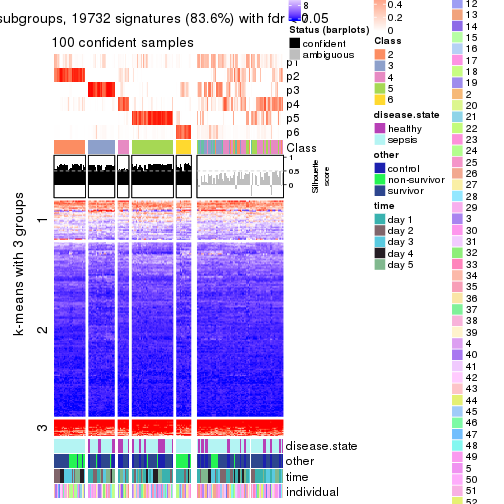 subgroups, 19732 signatures (83.6%) with fdr < 0.05
100 confident samples
p1
p2
p3
p4
p5
p6
Class
1
0.5
0
Silhouette
score
k-means with 3 groups
1
2
3
disease.state
other
time
individual
8
Status (barplots)
confident
ambiguous
0.4
0.2
0
Class
2
3
4
5
6
disease.state
healthy
sepsis
other
control
non-survivor
survivor
time
day 1
day 2
day 3
day 4
day 5
12
13
14
15
16
17
18
19
2
20
21
22
23
24
25
26
27
28
29
3
30
31
32
33
34
35
36
37
38
39
4
40
41
42
43
44
45
46
47
48
49
5
50
51
52